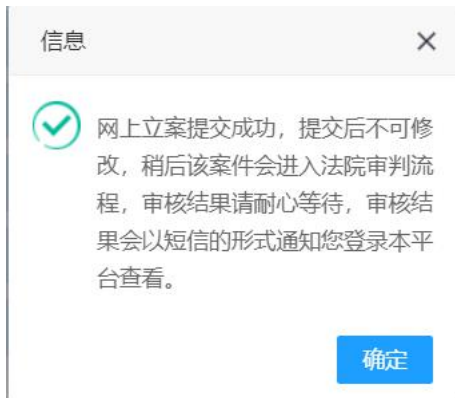 信息
网上立案提交成功，提交后不可修
改，稍后该案件会进入法院审判流
程，审核结果请耐心等待，审核结
果会以短信的形式通知您登录本平
台查看。
确定